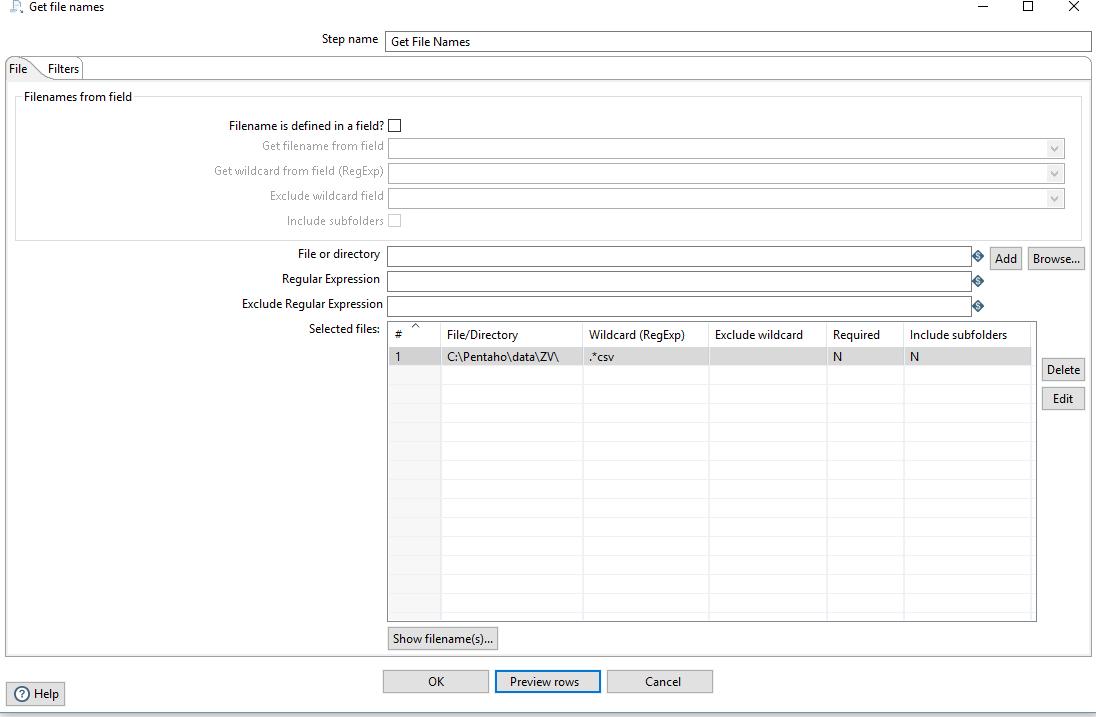 Get file names
Step name Get File Names
File Filters
Filenames from field
Filename is defined in a field?
Get filename from field
Get wildcard from field (RegExp)
Exclude wildcard field
Include subfolders
File or directory Add Browse...
Regular Expression
Exclude Regular Expression
Selected files: # File/Directory Wildcard (RegExp) Exclude wildcard Required Include subfolders
1 C:\Pentaho\data\ZV\ .*csv N N
Delete
Edit
Show filename(s)...
OK Preview rows Cancel
Help